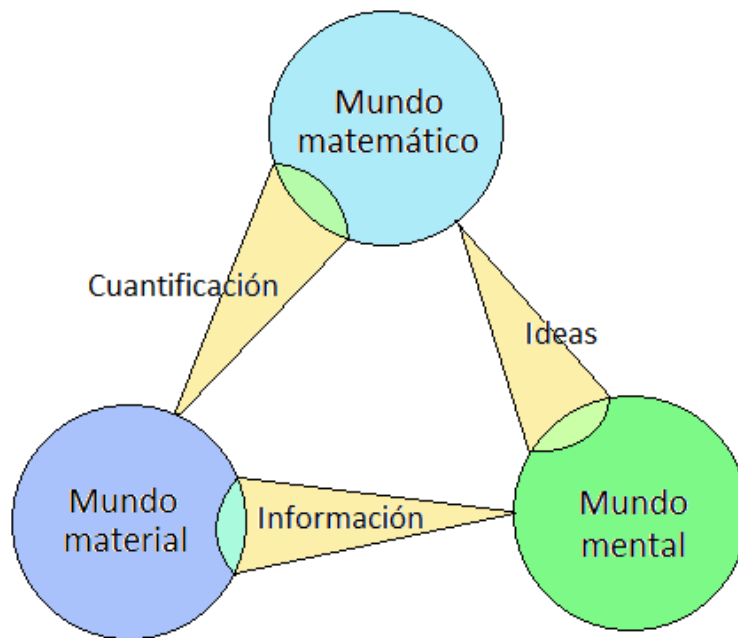 Mundo
matemático
Cuantificación
Ideas
Mundo
material
Información
Mundo
mental